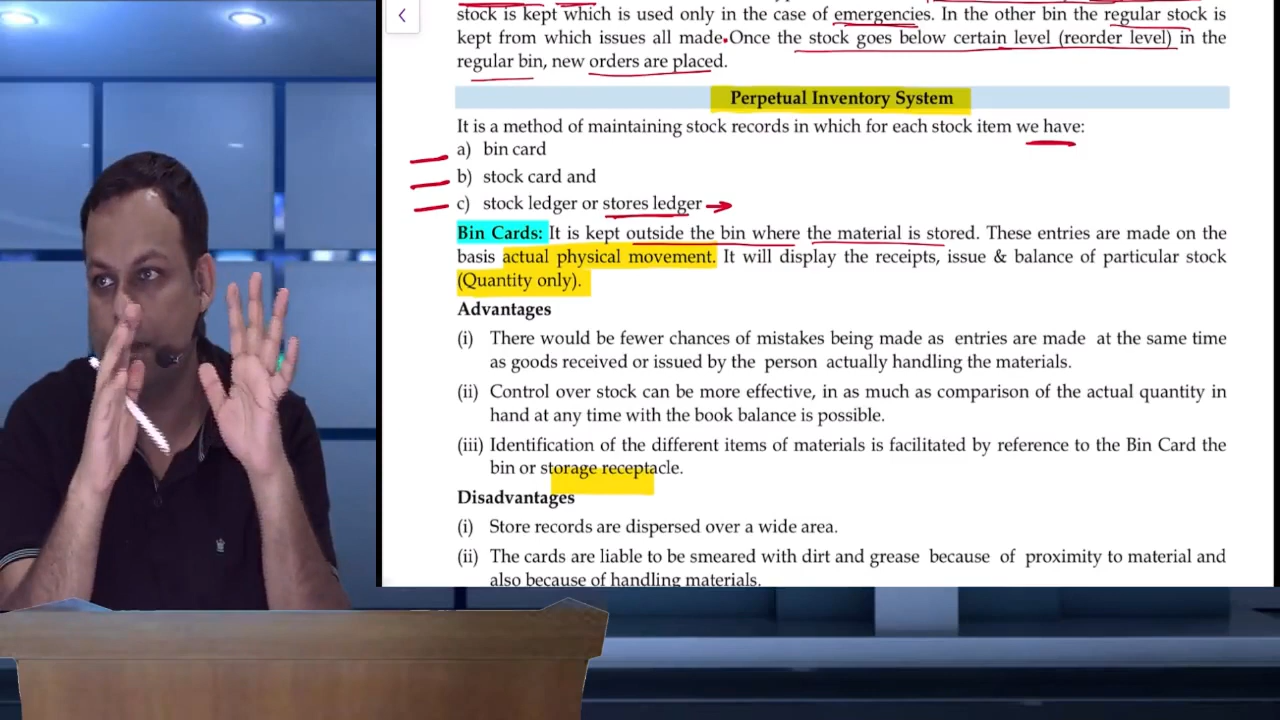 stock is kept which is used only in the case of emergencies. In the other bin the regular stock is
kept from which issues all made.Once the stock goes below certain level (reorder level) in the
regular bin, new orders are placed.
Perpetual Inventory System
It is a method of maintaining stock records in which for each stock item we have:
a) bin card
b) stock card and
c) stock ledger or stores ledger
Bin Cards: It is kept outside the bin where the material is stored. These entries are made on the
basis actual physical movement. It will display the receipts, issue & balance of particular stock
(Quantity only).
Advantages
(i) There would be fewer chances of mistakes being made as entries are made at the same time
as goods received or issued by the person actually handling the materials.
(ii) Control over stock can be more effective, in as much as comparison of the actual quantity in
hand at any time with the book balance is possible.
(iii) Identification of the different items of materials is facilitated by reference to the Bin Card the
bin or storage receptacle.
Disadvantages
(i) Store records are dispersed over a wide area.
(ii) The cards are liable to be smeared with dirt and grease because of proximity to material and
also because of handling materials.